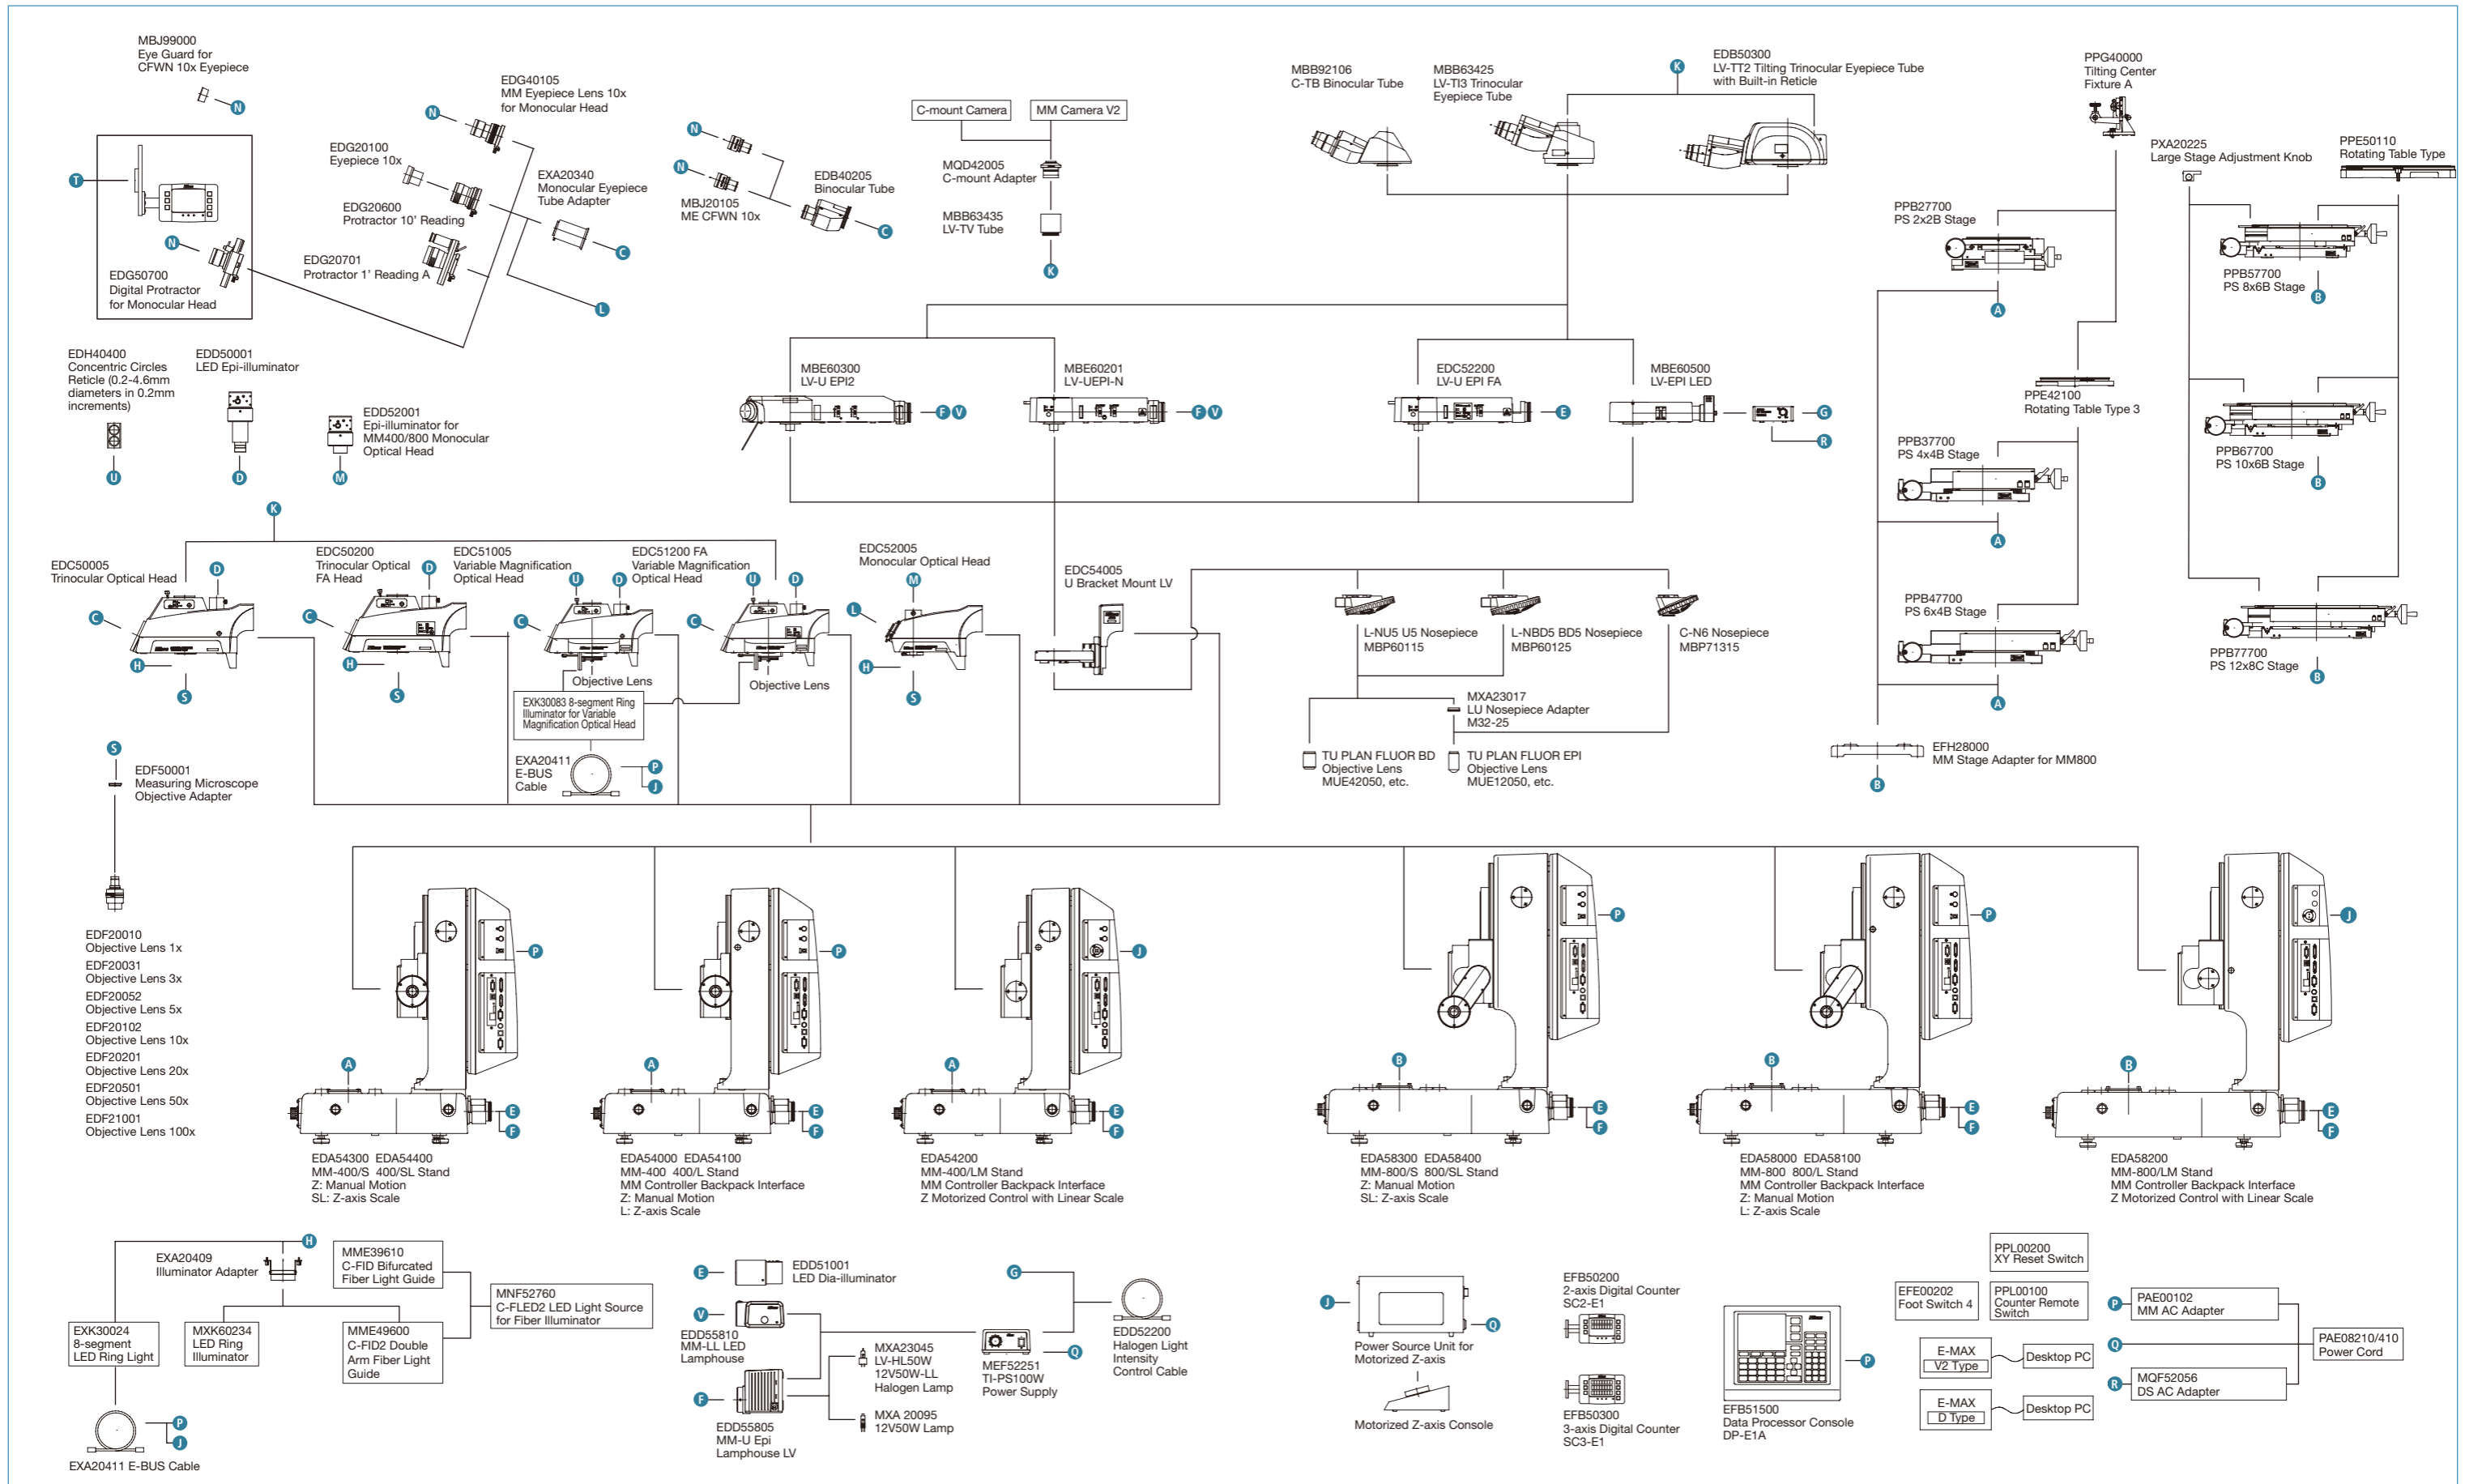 MBJ99000
Eye Guard for
CFWN 10x Eyepiece
N
EDG40105
MM Eyepiece Lens 10x
for Monocular Head
N
EDG20100
Eyepiece 10x
N
T
N
EDG50700
Digital Protractor
for Monocular Head
EDG20600
Protractor 10' Reading
EDG20701
Protractor 1' Reading A
EXA20340
Monocular Eyepiece
Tube Adapter
C
L
N
N
MBJ20105
ME CFWN 10x
EDB40205
Binocular Tube
C
C-mount Camera
MM Camera V2
MQD42005
C-mount Adapter
MBB63435
LV-TV Tube
K
MBB92106
C-TB Binocular Tube
MBB63425
LV-TI3 Trinocular
Eyepiece Tube
K
EDB50300
LV-TT2 Tilting Trinocular Eyepiece Tube
with Built-in Reticle
PPG40000
Tilting Center
Fixture A
PXA20225
Large Stage Adjustment Knob
PPE50110
Rotating Table Type
PPB27700
PS 2x2B Stage
A
PPB57700
PS 8x6B Stage
B
EDH40400
Concentric Circles
Reticle (0.2-4.6mm
diameters in 0.2mm
increments)
U
EDD50001
LED Epi-illuminator
D
EDD52001
Epi-illuminator for
MM400/800 Monocular
Optical Head
M
MBE60300
LV-U EPI2
F V
MBE60201
LV-UEPI-N
F V
EDC52200
LV-U EPI FA
E
MBE60500
LV-EPI LED
G
R
PPE42100
Rotating Table Type 3
PPB37700
PS 4x4B Stage
A
PPB67700
PS 10x6B Stage
B
K
EDC50005
Trinocular Optical Head
D
C
H
S
EDC50200
Trinocular Optical
FA Head
D
C
H
S
EDC51005
Variable Magnification
Optical Head
U
D
C
Objective Lens
EDC51200 FA
Variable Magnification
Optical Head
U
D
C
Objective Lens
EXK30083 8-segment Ring
Illuminator for Variable
Magnification Optical Head
EXA20411
E-BUS
Cable
P
J
EDC52005
Monocular Optical Head
M
L
H
S
EDC54005
U Bracket Mount LV
L-NU5 U5 Nosepiece
MBP60115
L-NBD5 BD5 Nosepiece
MBP60125
C-N6 Nosepiece
MBP71315
MXA23017
LU Nosepiece Adapter
M32-25
TU PLAN FLUOR BD
Objective Lens
MUE42050, etc.
TU PLAN FLUOR EPI
Objective Lens
MUE12050, etc.
PPB47700
PS 6x4B Stage
A
PPB77700
PS 12x8C Stage
B
EFH28000
MM Stage Adapter for MM800
B
S
EDF50001
Measuring Microscope
Objective Adapter
EDF20010
Objective Lens 1x
EDF20031
Objective Lens 3x
EDF20052
Objective Lens 5x
EDF20102
Objective Lens 10x
EDF20201
Objective Lens 20x
EDF20501
Objective Lens 50x
EDF21001
Objective Lens 100x
P
A
E
F
EDA54300 EDA54400
MM-400/S 400/SL Stand
Z: Manual Motion
SL: Z-axis Scale
P
A
E
F
EDA54000 EDA54100
MM-400 400/L Stand
MM Controller Backpack Interface
Z: Manual Motion
L: Z-axis Scale
J
A
E
F
EDA54200
MM-400/LM Stand
MM Controller Backpack Interface
Z Motorized Control with Linear Scale
P
B
E
F
EDA58300 EDA58400
MM-800/S 800/SL Stand
Z: Manual Motion
SL: Z-axis Scale
P
B
E
F
EDA58000 EDA58100
MM-800 800/L Stand
MM Controller Backpack Interface
Z: Manual Motion
L: Z-axis Scale
J
B
E
F
EDA58200
MM-800/LM Stand
MM Controller Backpack Interface
Z Motorized Control with Linear Scale
H
EXA20409
Illuminator Adapter
MME39610
C-FID Bifurcated
Fiber Light Guide
MNF52760
C-FLED2 LED Light Source
for Fiber Illuminator
EXK30024
8-segment
LED Ring Light
MXK60234
LED Ring
Illuminator
MME49600
C-FID2 Double
Arm Fiber Light
Guide
P
J
EXA20411 E-BUS Cable
E
EDD51001
LED Dia-illuminator
V
EDD55810
MM-LL LED
Lamphouse
F
EDD55805
MM-U Epi
Lamphouse LV
MXA23045
LV-HL50W
12V50W-LL
Halogen Lamp
MXA 20095
12V50W Lamp
G
MEF52251
TI-PS100W
Power Supply
Q
EDD52200
Halogen Light
Intensity
Control Cable
J
Q
Power Source Unit for
Motorized Z-axis
Motorized Z-axis Console
EFB50200
2-axis Digital Counter
SC2-E1
EFB50300
3-axis Digital Counter
SC3-E1
P
EFB51500
Data Processor Console
DP-E1A
PPL00200
XY Reset Switch
EFE00202
Foot Switch 4
PPL00100
Counter Remote
Switch
E-MAX
V2 Type
Desktop PC
E-MAX
D Type
Desktop PC
P
PAE00102
MM AC Adapter
Q
R
MQF52056
DS AC Adapter
PAE08210/410
Power Cord